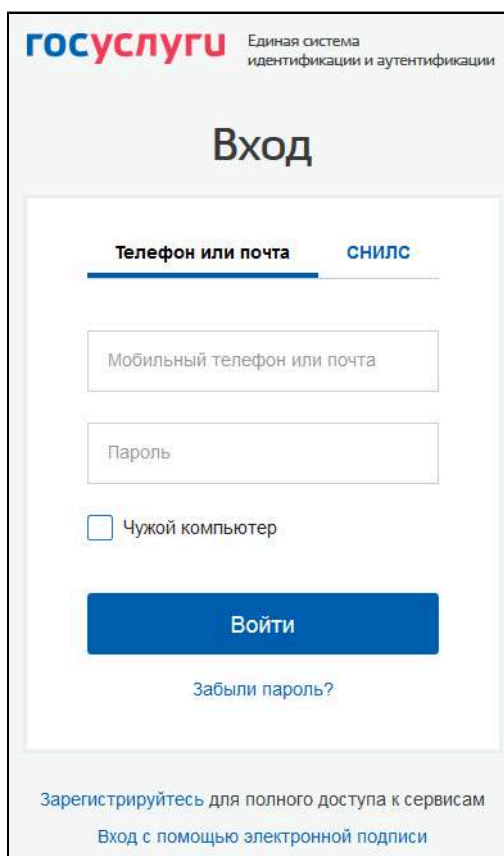 госуслуги
Единая система
идентификации и аутентификации
Вход
Телефон или почта СНИЛС
Мобильный телефон или почта
Пароль
Чужой компьютер
Войти
Забыли пароль?
Зарегистрируйтесь для полного доступа к сервисам
Вход с помощью электронной подписи